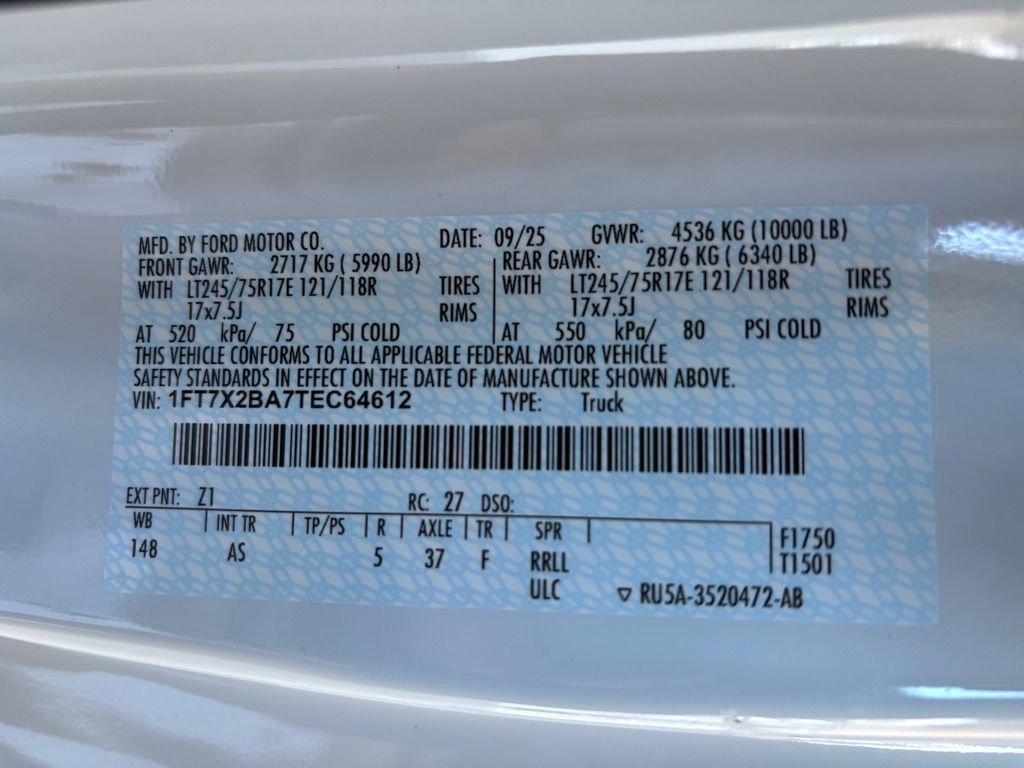 MFD. BY FORD MOTOR CO. DATE: 09/25 GVWR: 4536 KG (10000 LB)
FRONT GAWR: 2717 KG ( 5990 LB) REAR GAWR: 2876 KG ( 6340 LB)
WITH LT245/75R17E 121/118R TIRES WITH LT245/75R17E 121/118R TIRES
17x7.5J RIMS 17x7.5J RIMS
AT 520 kPa/ 75 PSI COLD AT 550 kPa/ 80 PSI COLD
THIS VEHICLE CONFORMS TO ALL APPLICABLE FEDERAL MOTOR VEHICLE
SAFETY STANDARDS IN EFFECT ON THE DATE OF MANUFACTURE SHOWN ABOVE.
VIN: 1FT7X2BA7TEC64612 TYPE: Truck
EXT PNT: Z1 RC: 27 DSO:
WB INT TR TP/PS R AXLE TR SPR F1750
148 AS 5 37 F RRLL T1501
ULC RU5A-3520472-AB